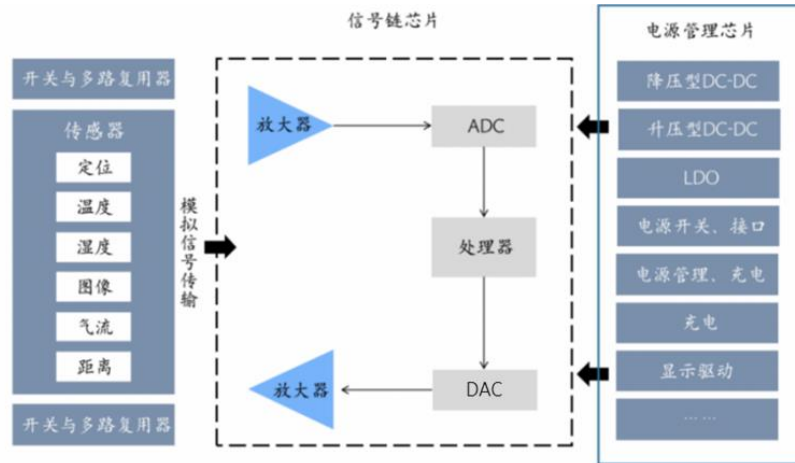 信号链芯片
电源管理芯片
开关与多路复用器
传感器
定位
温度
湿度
图像
气流
距离
开关与多路复用器
模拟信号传输
放大器
ADC
处理器
DAC
放大器
降压型DC-DC
升压型DC-DC
LDO
电源开关、接口
电源管理、充电
充电
显示驱动
... ...